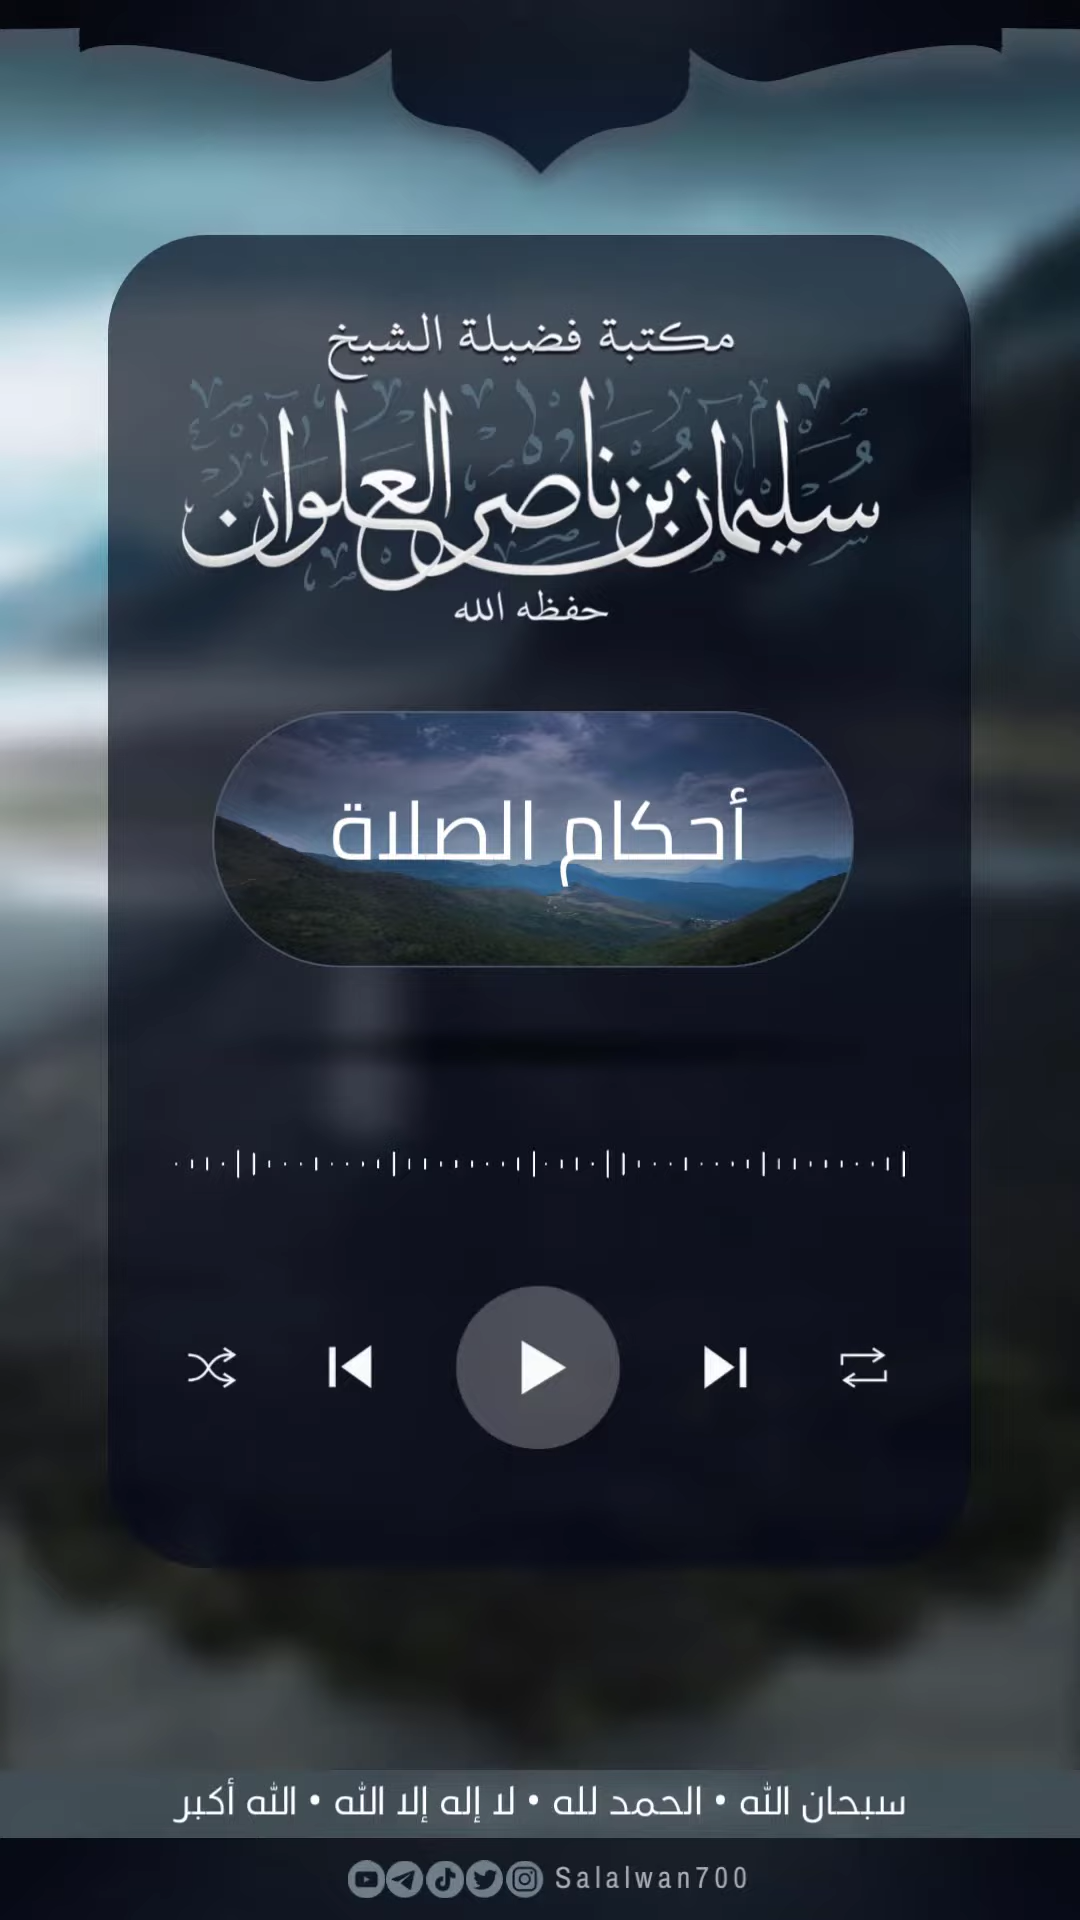 مكتبة فضيلة الشيخ
سليمان بن ناصر العلوان
حفظه الله
أحكام الصلاة
سبحان الله • الحمد لله • لا إله إلا الله • الله أكبر
Salalwan700